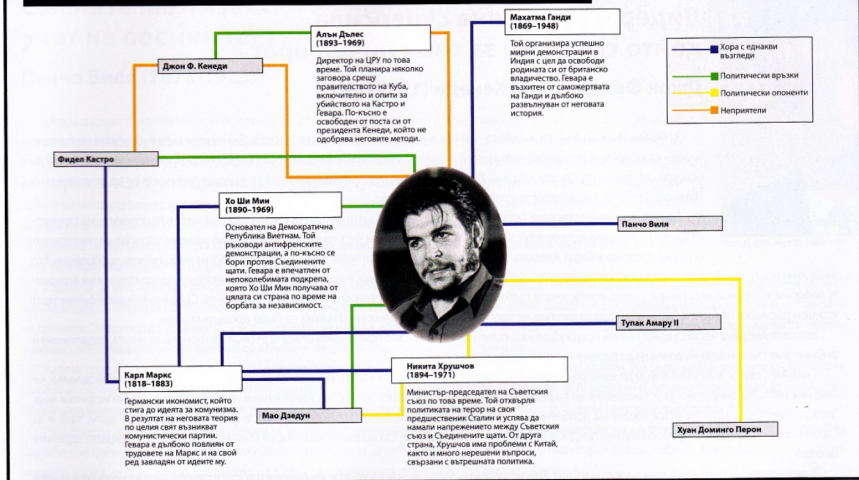 Алън Дълес
(1893–1969)
Директор на ЦРУ по това
време. Той планира няколко
заговора срещу
правителството на Куба,
включително и опити за
убийството на Кастро и
Гевара. По-късно е
освободен от поста си от
президента Кенеди, който не
одобрява неговите методи.
Махатма Ганди
(1869–1948)
Той организира успешно
мирни демонстрации в
Индия с цел да освободи
родината си от британско
владичество. Гевара е
възхитен от саможертвата
на Ганди и дълбоко
развълнуван от неговата
история.
Хора с еднакви
възгледи
Политически връзки
Политически опоненти
Неприятели
Джон Ф. Кенеди
Фидел Кастро
Хо Ши Мин
(1890–1969)
Основател на Демократична
Република Виетнам. Той
ръководи антифренските
демонстрации, а по-късно се
бори против Съединените
щати. Гевара е впечатлен от
непоколебимата подкрепа,
която Хо Ши Мин получава от
цялата си страна по време на
борбата за независимост.
Панчо Виля
Тупак Амару II
Карл Маркс
(1818–1883)
Германски икономист, който
стига до идеята за комунизма.
В резултат на неговата теория
по целия свят възникват
комунистически партии.
Гевара е дълбоко повлиян от
трудовете на Маркс и на свой
ред завладян от идеите му.
Мао Дзедун
Никита Хрушчов
(1894–1971)
Министър-председател на Съветския
съюз по това време. Той отхвърля
политиката на терор на своя
предшественик Сталин и успява да
намали напрежението между Съветския
съюз и Съединените щати. От друга
страна, Хрушчов има проблеми с Китай,
както и много нерешени въпроси,
свързани с вътрешната политика.
Хуан Доминго Перон